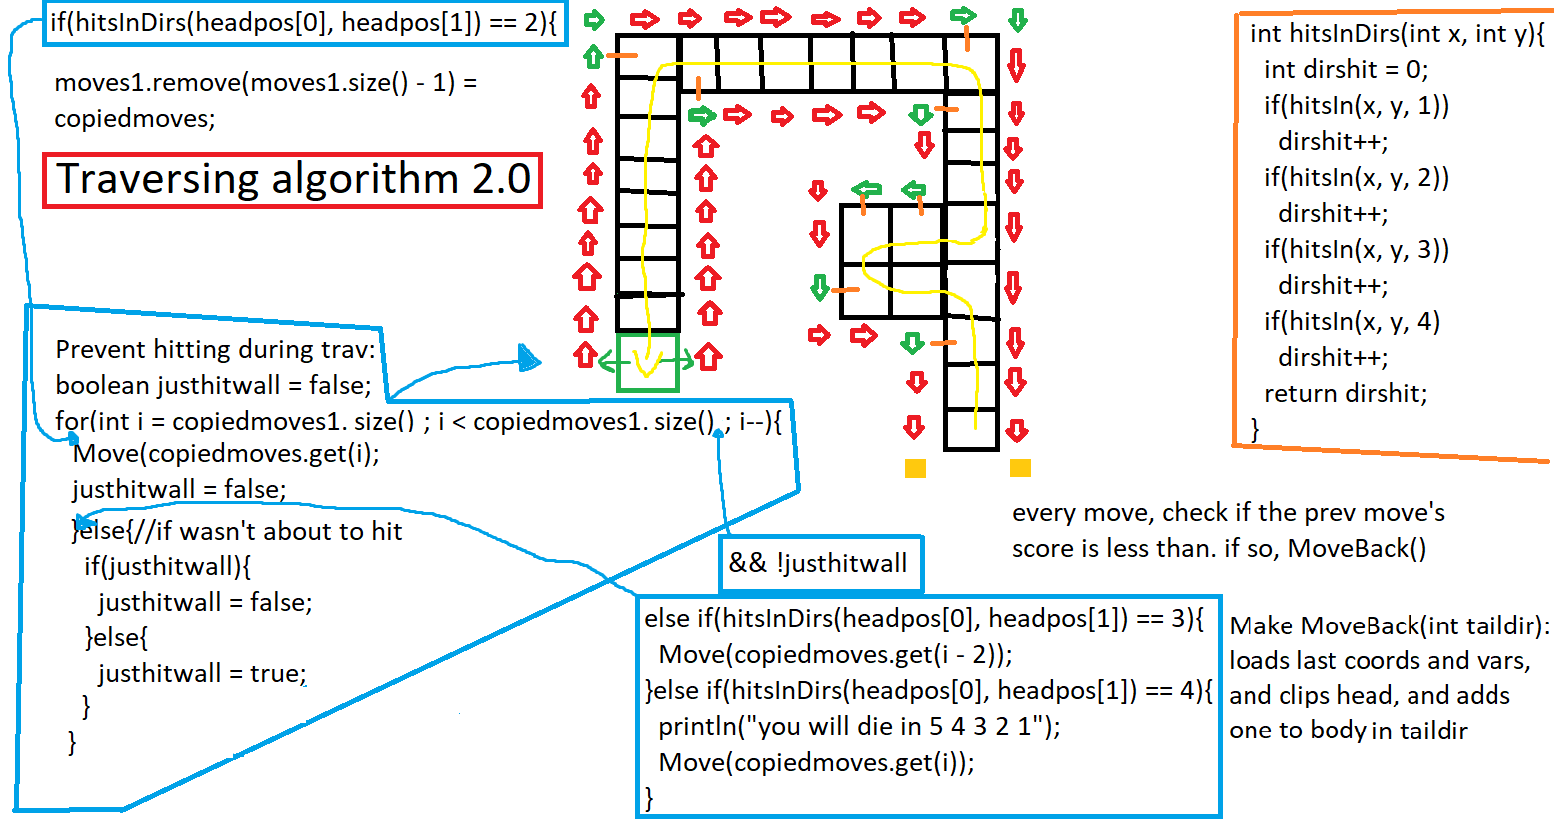 if(hitsInDirs(headpos[0], headpos[1]) == 2){
moves1.remove(moves1.size() - 1) =
copiedmoves;
Traversing algorithm 2.0
Prevent hitting during trav:
boolean justhitwall = false;
for(int i = copiedmoves1. size() ; i < copiedmoves1. size() ; i--){
Move(copiedmoves.get(i);
justhitwall = false;
}else{//if wasn't about to hit
if(justhitwall){
justhitwall = false;
}else{
justhitwall = true;
}
}
&& !justhitwall
else if(hitsInDirs(headpos[0], headpos[1]) == 3){
Move(copiedmoves.get(i - 2));
}else if(hitsInDirs(headpos[0], headpos[1]) == 4){
println("you will die in 5 4 3 2 1");
Move(copiedmoves.get(i));
}
int hitsInDirs(int x, int y){
int dirshit = 0;
if(hitsIn(x, y, 1))
dirshit++;
if(hitsIn(x, y, 2))
dirshit++;
if(hitsIn(x, y, 3))
dirshit++;
if(hitsIn(x, y, 4)
dirshit++;
return dirshit;
}
every move, check if the prev move's
score is less than. if so, MoveBack()
Make MoveBack(int taildir):
loads last coords and vars,
and clips head, and adds
one to body in taildir